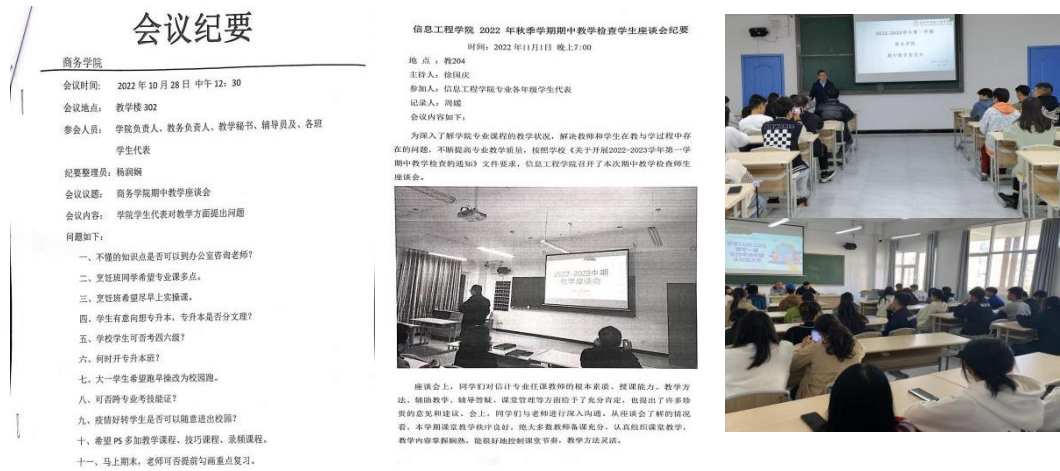 会议纪要
商务学院
会议时间: 2022 年 10 月 28 日 中午 12: 30
会议地点: 教学楼 302
参会人员: 学院负责人、教务负责人、教学秘书、辅导员及、各班
学生代表
纪要整理员: 杨润娴
会议议题: 商务学院期中教学座谈会
会议内容: 学院学生代表对教学方面提出问题
问题如下:
一、不懂的知识点是否可以到办公室咨询老师?
二、烹饪班同学希望专业课多点。
三、烹饪班希望尽早上实操课。
四、学生有意向想专升本，专升本是否分文理?
五、学校学生可否考四六级?
六、何时开专升本班?
七、大一学生希望跑早操改为校园跑。
八、可否跨专业考技能证?
九、疫情好转学生是否可以随意进出校园?
十、希望 PS 多加教学课程、技巧课程、录频课程。
十一、马上期末，老师可否提前勾画重点复习。
信息工程学院 2022 年秋季学期期中教学检查学生座谈会纪要
时间: 2022 年11月1日 晚上7:00
地 点 : 教204
主持人: 徐国庆
参加人: 信息工程学院专业各年级学生代表
记录人: 周媛
会议内容如下:
为深入了解学院专业课程的教学状况，解决教师和学生在教与学过程中存
在的问题，不断提高专业教学质量，按照学校《关于开展2022-2023学年第一学
期中教学检查的通知》文件要求，信息工程学院召开了本次期中教学检查师生
座谈会。
2022-2023中期
大学座谈会
座谈会上，同学们对信计专业任课教师的根本素质、授课能力、教学方
法、辅助教学，辅导答疑、课堂管理等方面给予了充分肯定，也提出了许多珍
贵的意见和建议。会上，同学们与老师进行深入沟通。从座谈会了解的情况
看，本学期课堂教学秩序良好，绝大多数教师备课充分，认真组织课堂教学，
教学内容掌握娴熟，能很好地控制课堂节奏，教学方法灵活。
2022-2023学年第一学期
商务学院
期中教学座谈会